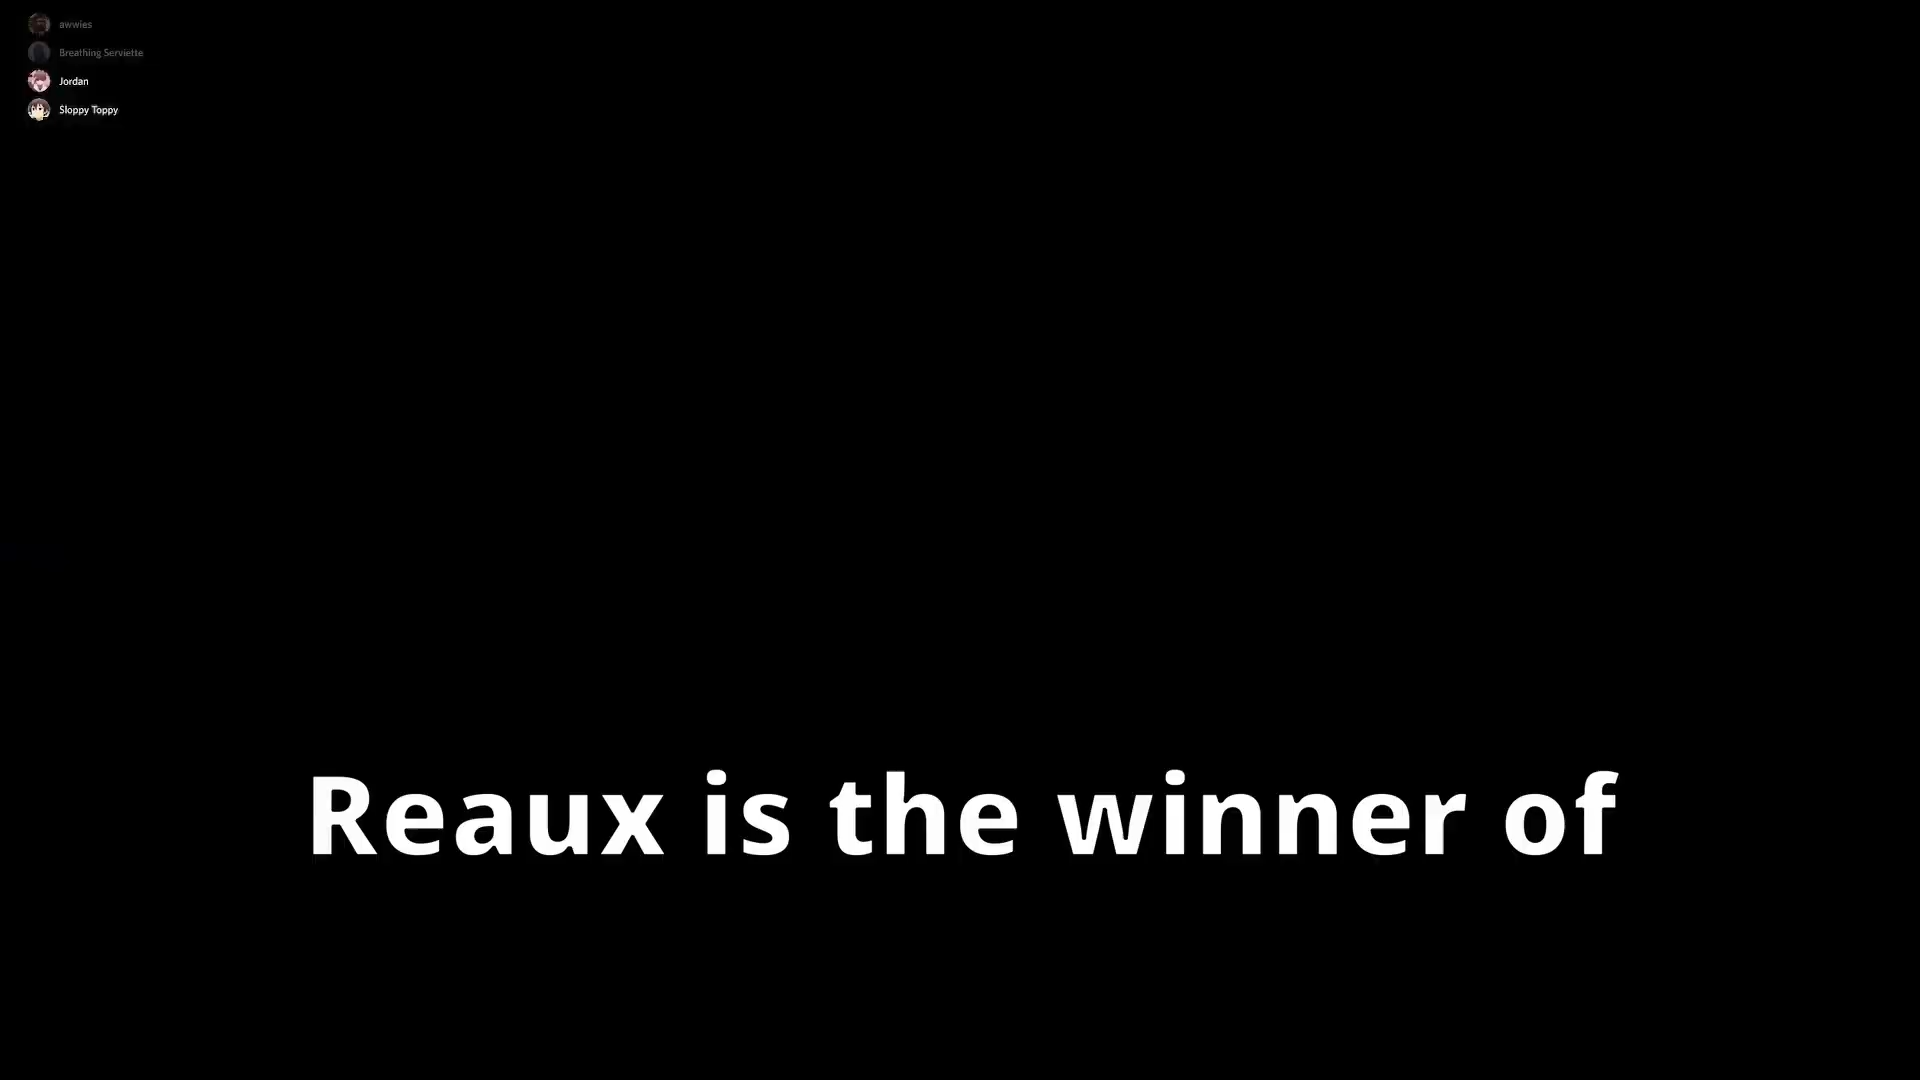 awwies
Breathing Serviette
Jordan
Sloppy Toppy
Reaux is the winner of